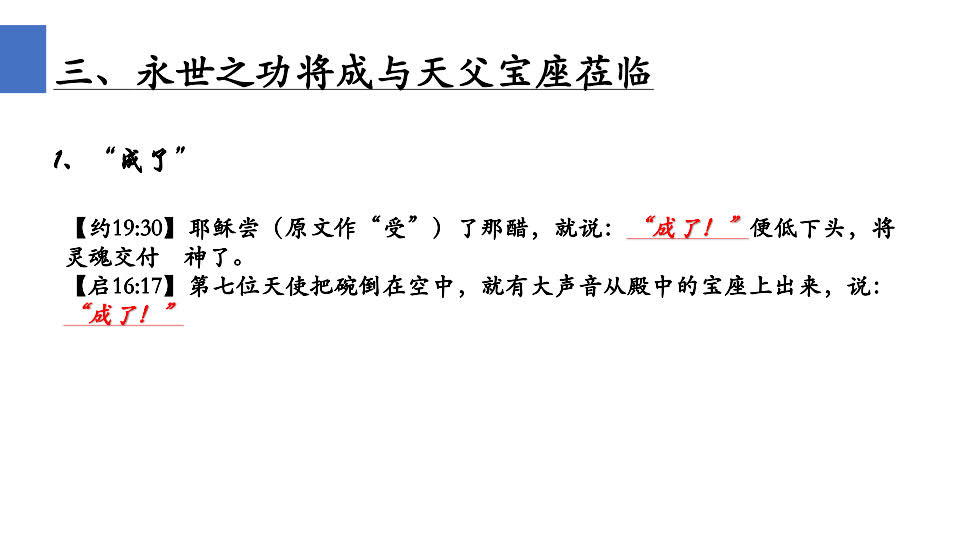 三、永世之功将成与天父宝座莅临
1、“成了”
【约19:30】耶稣尝（原文作“受”）了那醋，就说：“成了！”便低下头，将
灵魂交付　神了。
【启16:17】第七位天使把碗倒在空中，就有大声音从殿中的宝座上出来，说：
“成了！”